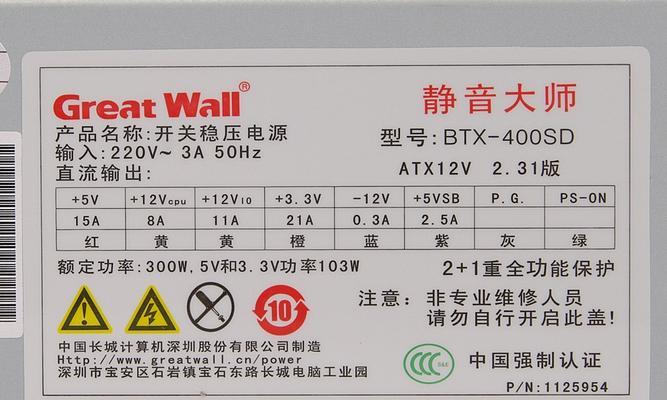 Great Wall®
静音大师
产品名称:开关稳压电源
型号:BTX-400SD
输入:220V~ 3A 50Hz
直流输出:
ATX12V 2.31版
+5V +12Vcpu +12VIO +3.3V -12V +5VSB P.G. PS-ON
15A 8A 11A 21A 0.3A 2.5A
红 黄 黄 橙 蓝 紫 灰 绿
额定功率:300W,5V和3.3V功率103W
2+1重全功能保护
10
注意: 非专业维修人员
请勿自行开启此盖!
中国长城计算机深圳股份有限公司制造
Http://www.greatwall.cn/power
深圳市宝安区石岩镇宝石东路长城电脑工业园
CCC S&E
中国强制认证
P/N:1125954